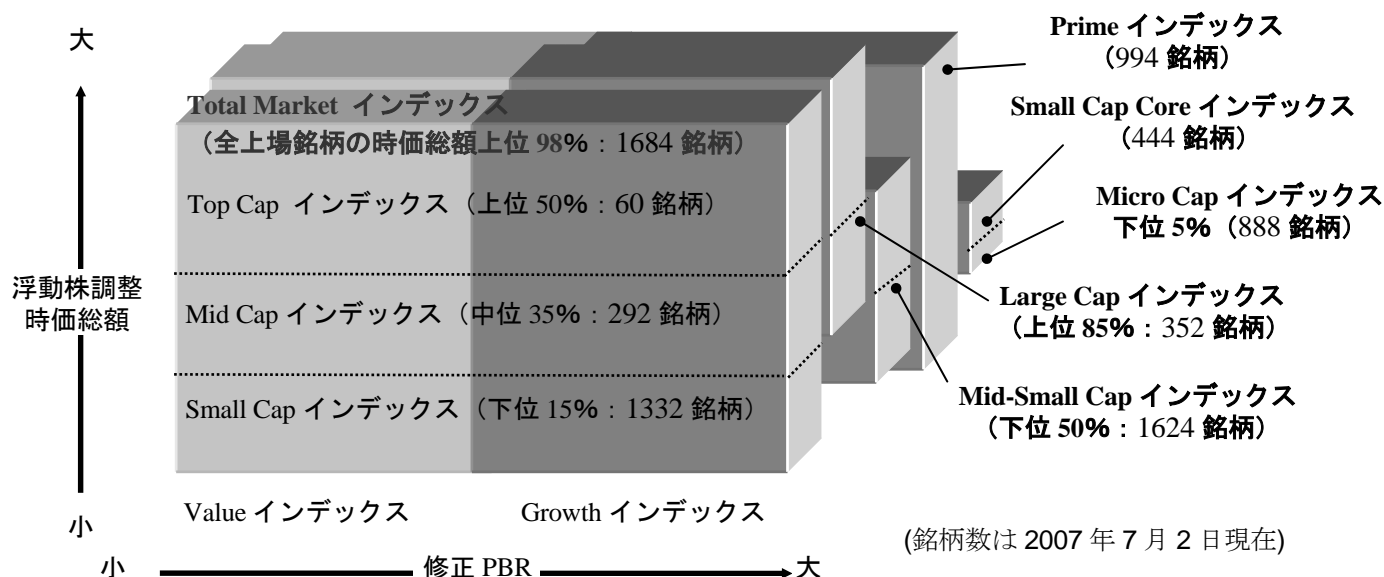 大
Prime インデックス
（994 銘柄）
Total Market インデックス
（全上場銘柄の時価総額上位 98%：1684 銘柄）
Small Cap Core インデックス
（444 銘柄）
Top Cap インデックス（上位 50%：60 銘柄）
Micro Cap インデックス
下位 5%（888 銘柄）
浮動株調整
時価総額
Mid Cap インデックス（中位 35%：292 銘柄）
Large Cap インデックス
（上位 85%：352 銘柄）
Small Cap インデックス（下位 15%：1332 銘柄）
Mid-Small Cap インデックス
（下位 50%：1624 銘柄）
小
Value インデックス
Growth インデックス
(銘柄数は 2007 年 7 月 2 日現在)
小
修正 PBR
大